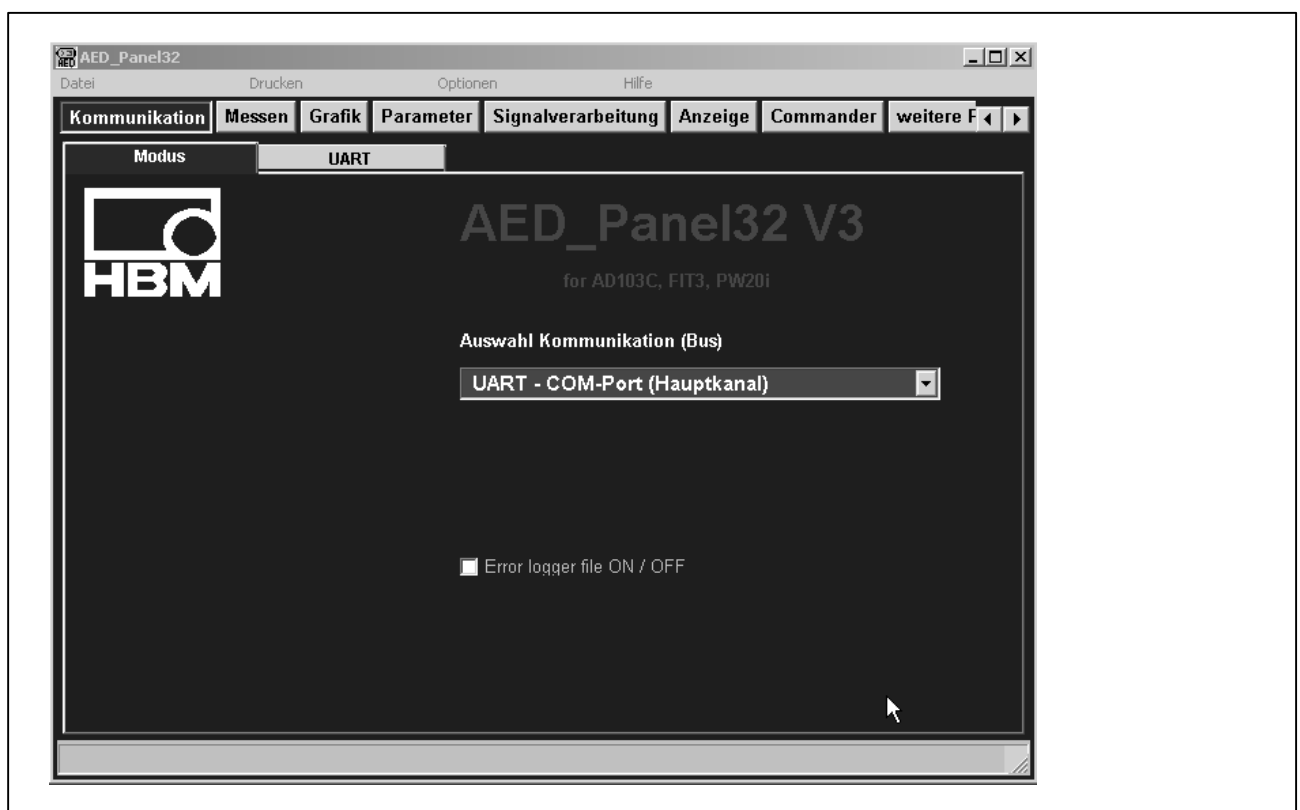 AED_Panel32
Datei Drucken Optionen Hilfe
Kommunikation Messen Grafik Parameter Signalverarbeitung Anzeige Commander weitere
Modus UART
HBM
AED_Panel32 V3
for AD103C, FIT3, PW20i
Auswahl Kommunikation (Bus)
UART - COM-Port (Hauptkanal)
Error logger file ON / OFF